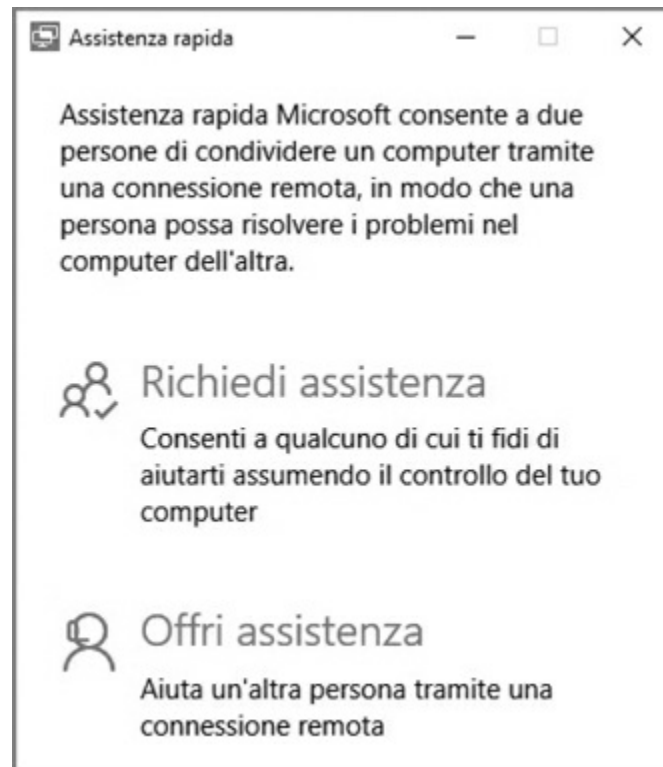 Assistenza rapida
Assistenza rapida Microsoft consente a due
persone di condividere un computer tramite
una connessione remota, in modo che una
persona possa risolvere i problemi nel
computer dell'altra.
Richiedi assistenza
Consenti a qualcuno di cui ti fidi di
aiutarti assumendo il controllo del tuo
computer
Offri assistenza
Aiuta un'altra persona tramite una
connessione remota